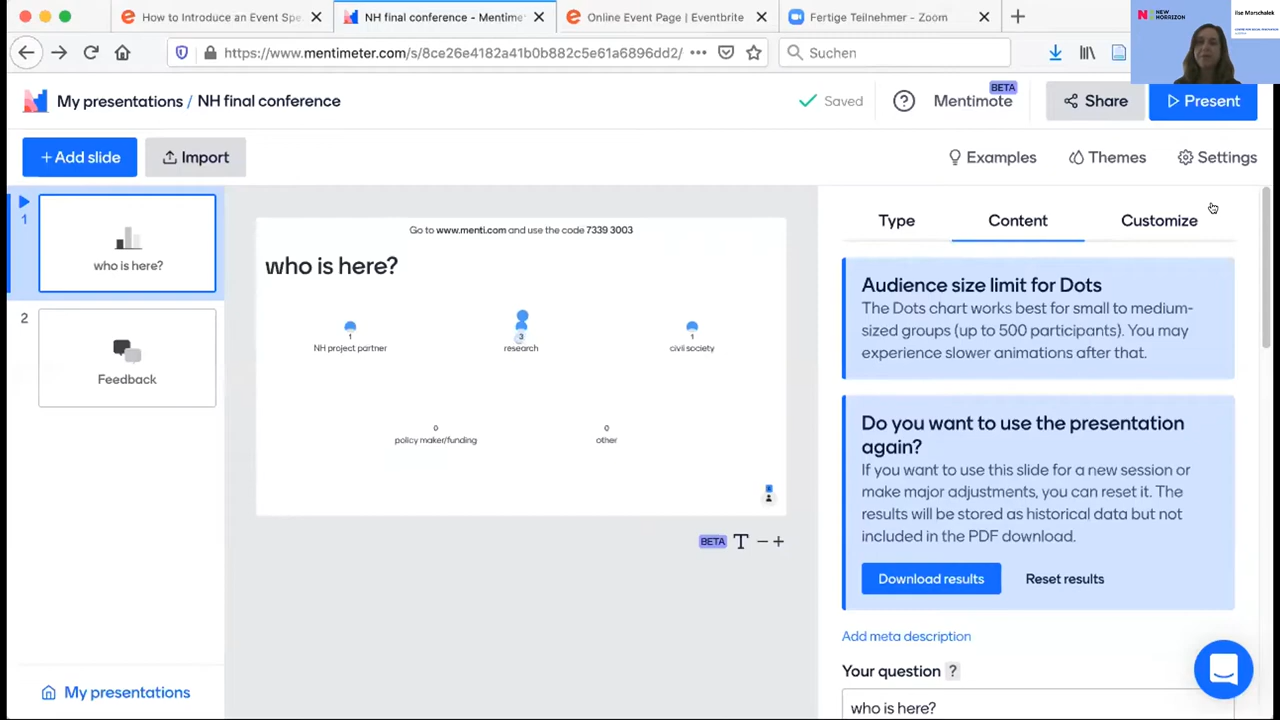 How to Introduce an Event Spe
NH final conference - Mentime
Online Event Page | Eventbrite
Fertige Teilnehmer - Zoom
https://www.mentimeter.com/s/8ce26e4182a41b0b882c5e61a6896dd2/
Suchen
NEW HORRIZON
Ilse Marschalek
My presentations / NH final conference
Saved
?
Mentimote
BETA
Share
Present
+ Add slide
Import
Examples
Themes
Settings
1
who is here?
2
Feedback
My presentations
Go to www.menti.com and use the code 7339 3003
who is here?
1
NH project partner
3
research
1
civil society
0
policy maker/funding
0
other
BETA T − +
Type
Content
Customize
Audience size limit for Dots
The Dots chart works best for small to medium-
sized groups (up to 500 participants). You may
experience slower animations after that.
Do you want to use the presentation
again?
If you want to use this slide for a new session or
make major adjustments, you can reset it. The
results will be stored as historical data but not
included in the PDF download.
Download results
Reset results
Add meta description
Your question ?
who is here?